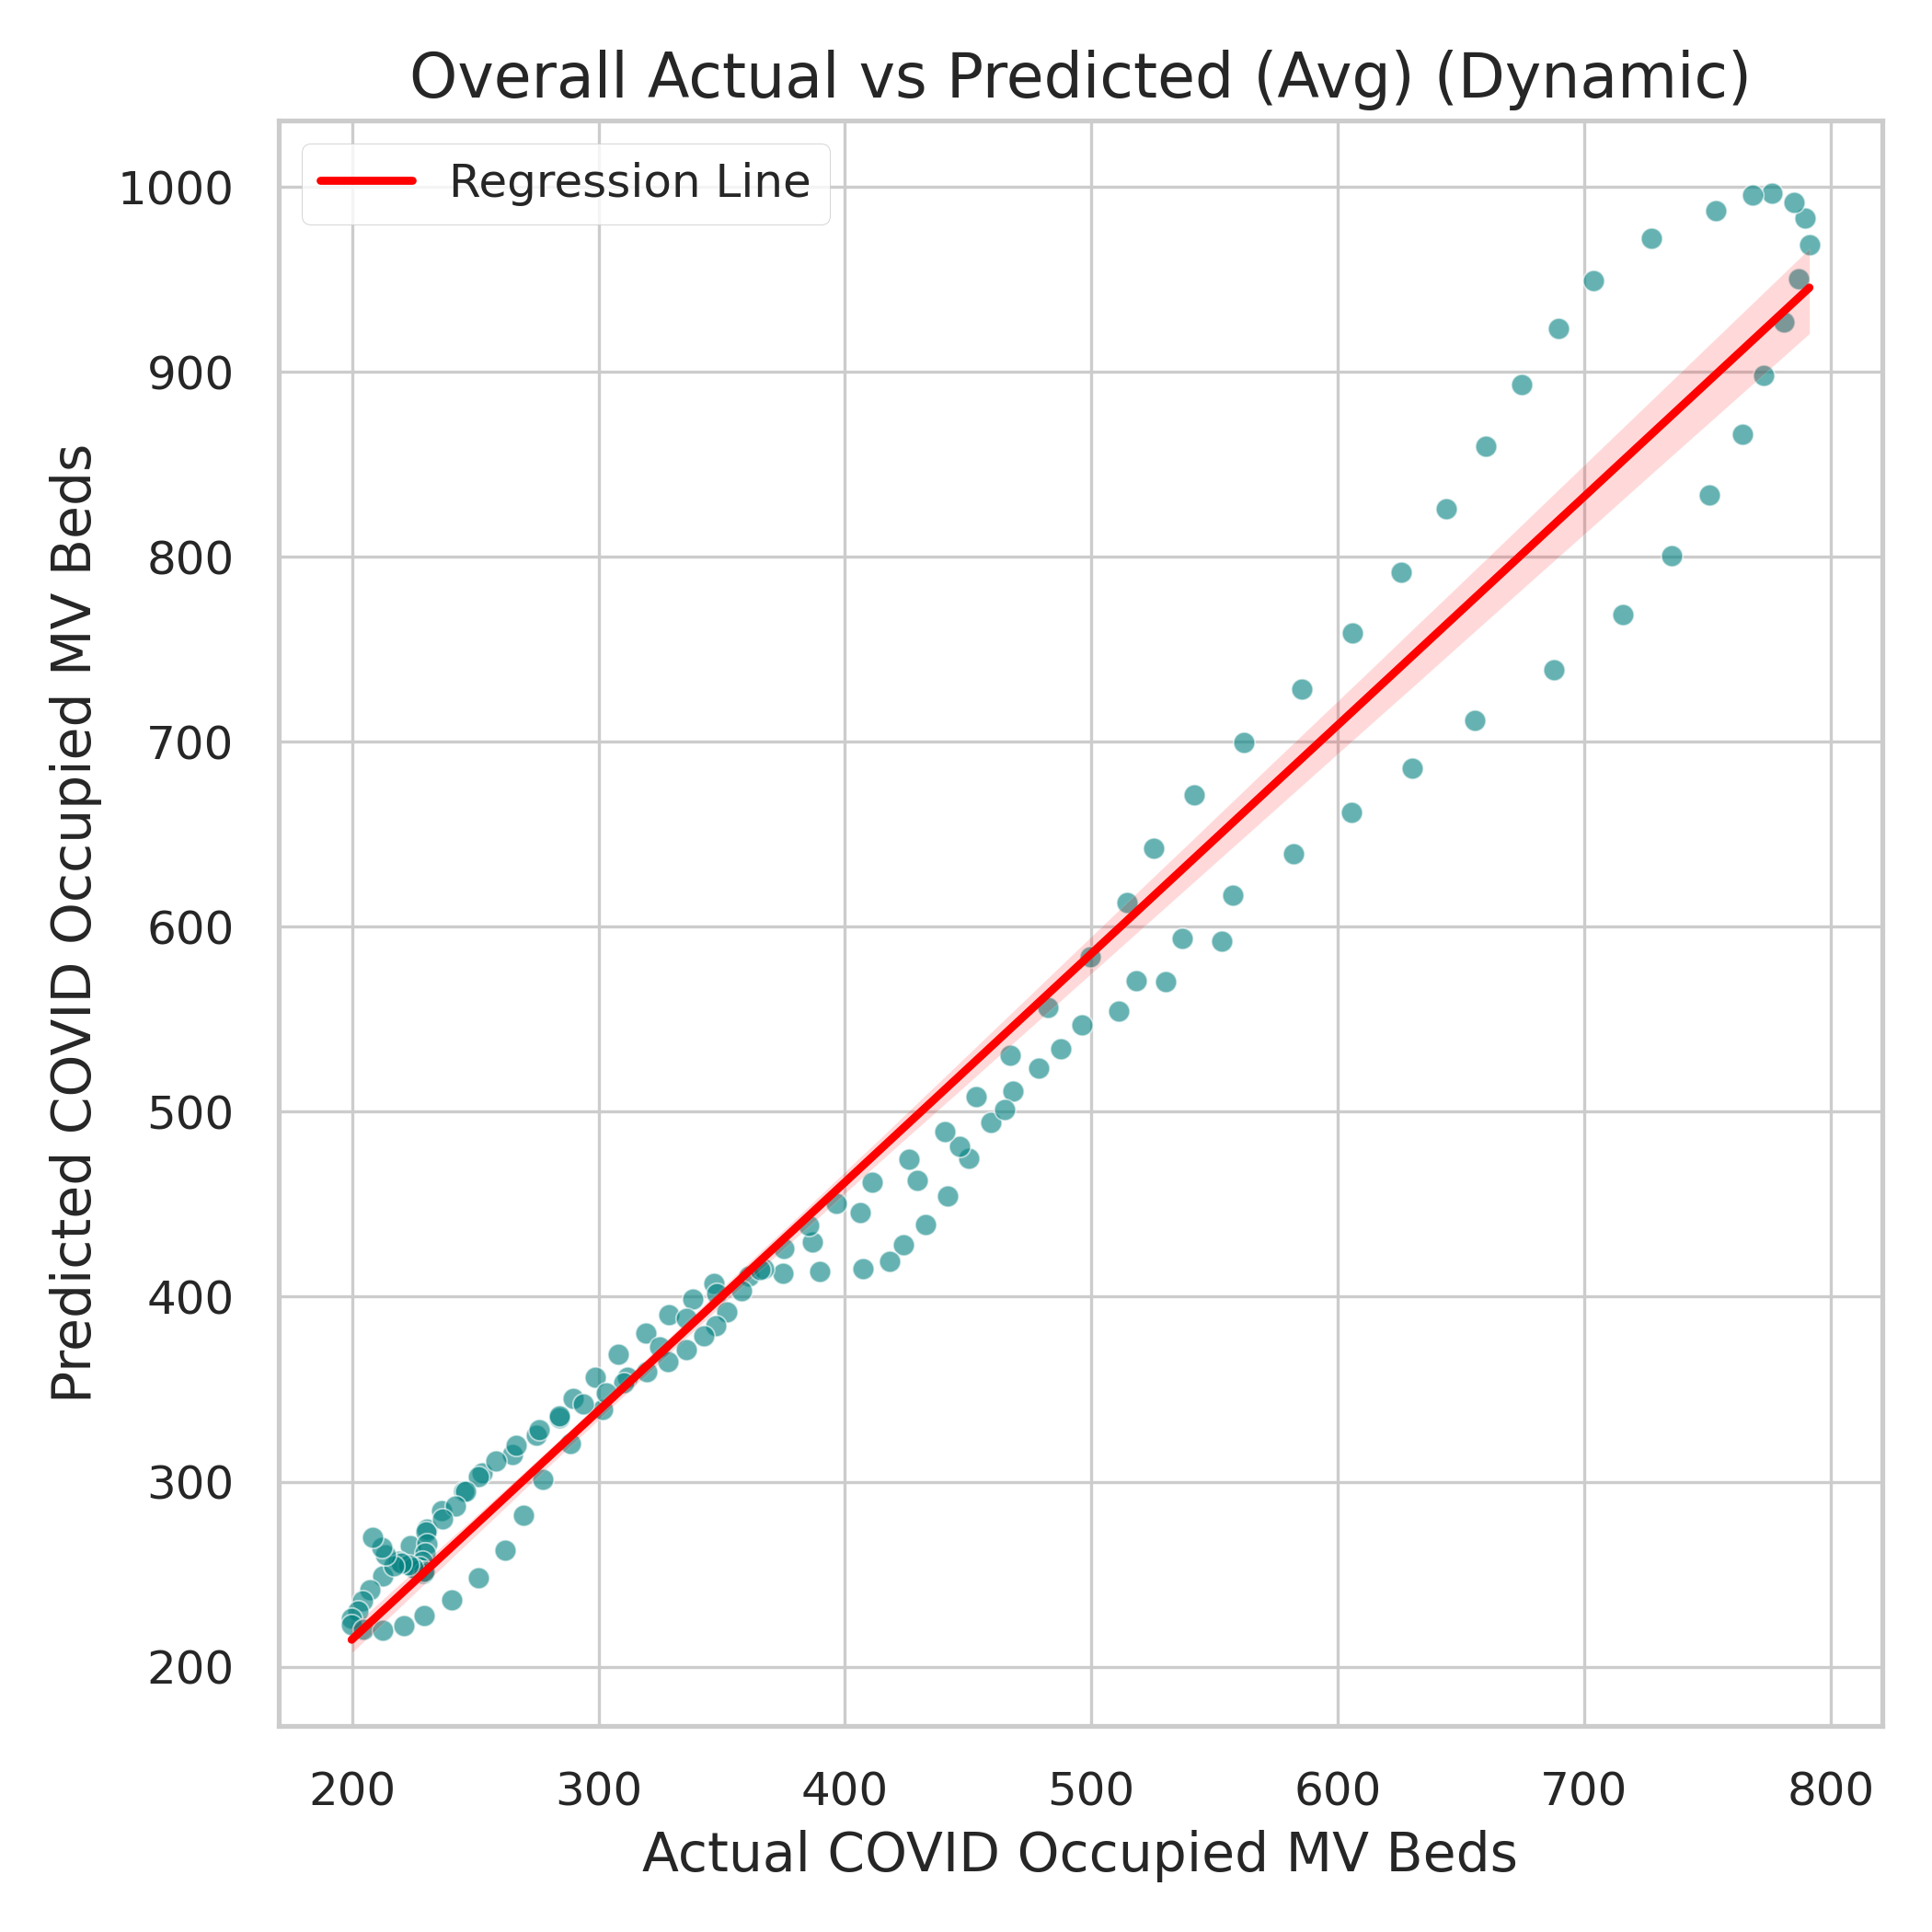 Overall Actual vs Predicted (Avg) (Dynamic)
Regression Line
1000
900
800
700
600
500
400
300
200
Predicted COVID Occupied MV Beds
200 300 400 500 600 700 800
Actual COVID Occupied MV Beds